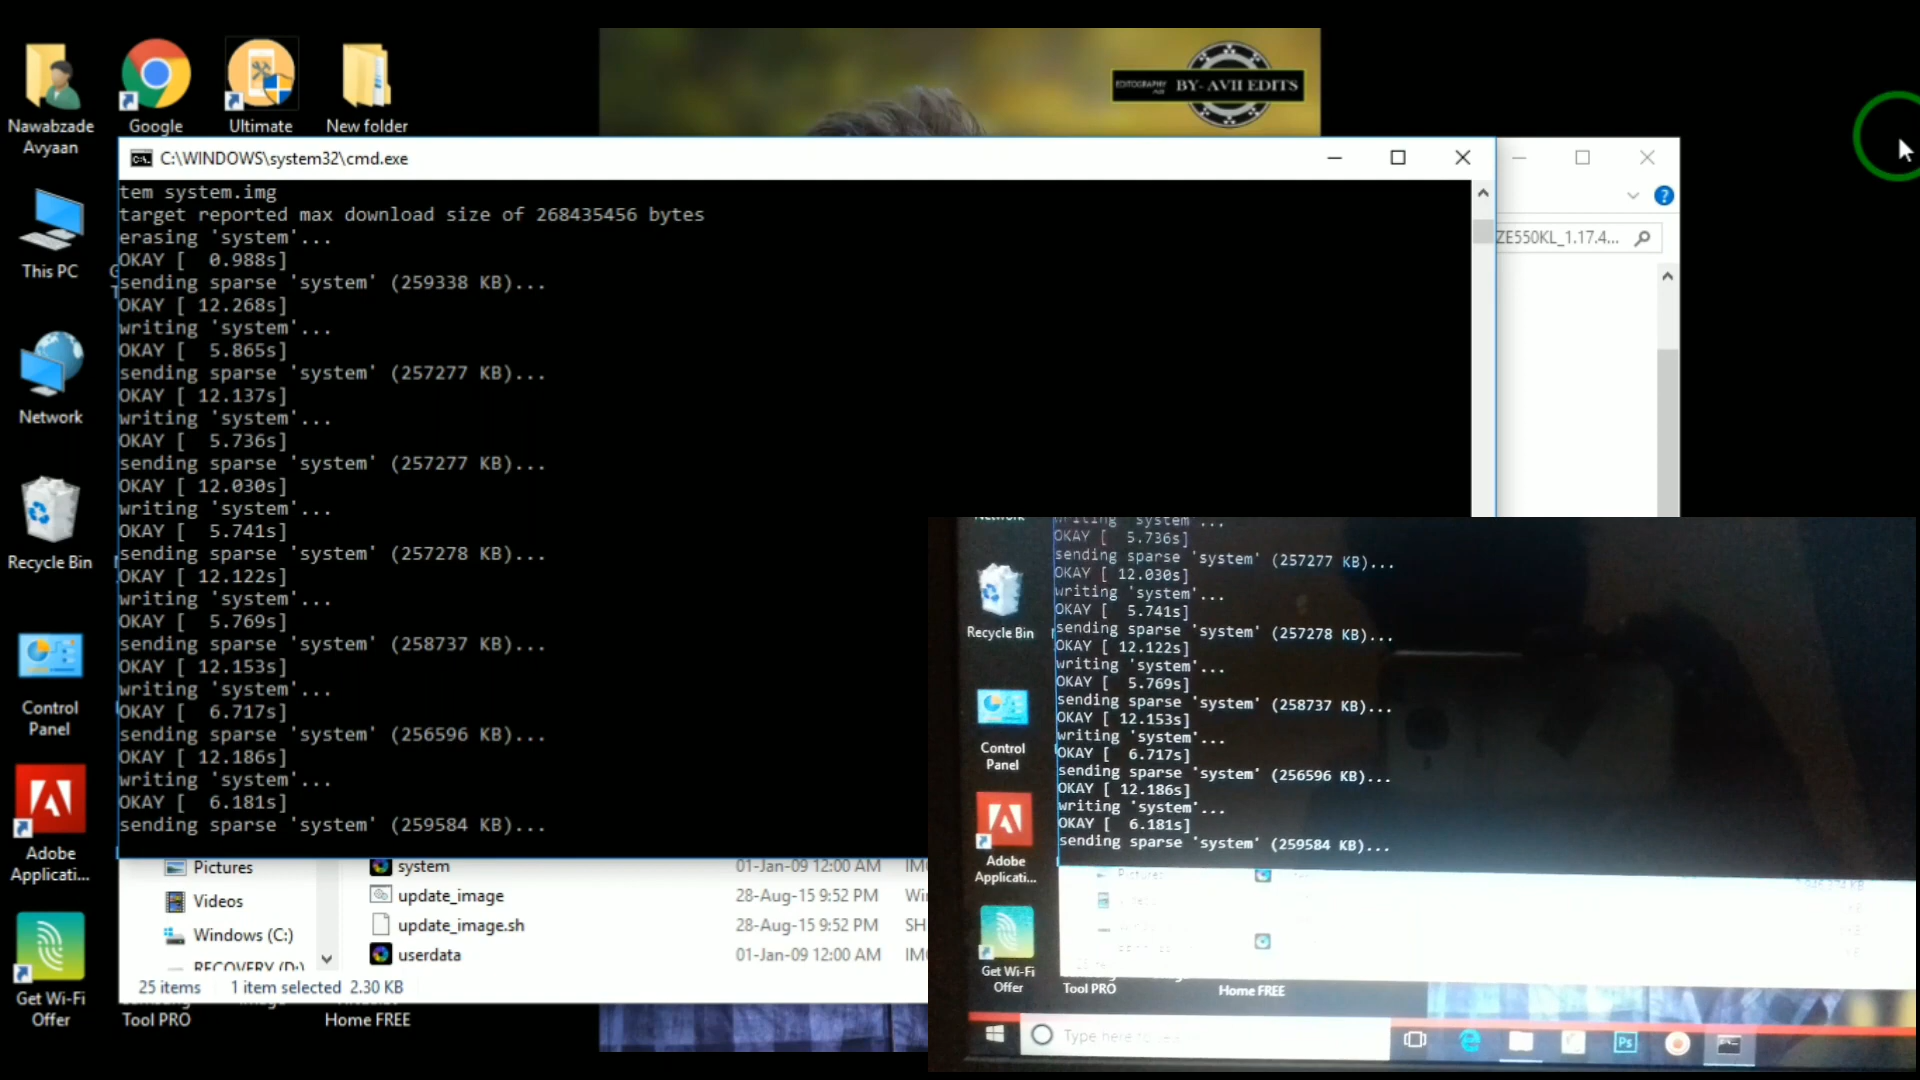 Nawabzade
Avyaan
Google
Ultimate
New folder
EDITOGRAPHY
BY- AVII EDITS
C:\WINDOWS\system32\cmd.exe
tem system.img
target reported max download size of 268435456 bytes
erasing 'system'...
OKAY [  0.988s]
sending sparse 'system' (259338 KB)...
OKAY [ 12.268s]
writing 'system'...
OKAY [  5.865s]
sending sparse 'system' (257277 KB)...
OKAY [ 12.137s]
writing 'system'...
OKAY [  5.736s]
sending sparse 'system' (257277 KB)...
OKAY [ 12.030s]
writing 'system'...
OKAY [  5.741s]
sending sparse 'system' (257278 KB)...
OKAY [ 12.122s]
writing 'system'...
OKAY [  5.769s]
sending sparse 'system' (258737 KB)...
OKAY [ 12.153s]
writing 'system'...
OKAY [  6.717s]
sending sparse 'system' (256596 KB)...
OKAY [ 12.186s]
writing 'system'...
OKAY [  6.181s]
sending sparse 'system' (259584 KB)...
ZE550KL_1.17.4...
This PC
Network
Recycle Bin
Control
Panel
Adobe
Applicati...
Get Wi-Fi
Offer
Pictures
Videos
Windows (C:)
RECOVERY (D:)
system 01-Jan-09 12:00 AM
update_image 28-Aug-15 9:52 PM
update_image.sh 28-Aug-15 9:52 PM SH
userdata 01-Jan-09 12:00 AM
25 items 1 item selected 2.30 KB
Tool PRO
Home FREE
writing 'system'...
OKAY [  5.736s]
sending sparse 'system' (257277 KB)...
OKAY [ 12.030s]
writing 'system'...
OKAY [  5.741s]
sending sparse 'system' (257278 KB)...
OKAY [ 12.122s]
writing 'system'...
OKAY [  5.769s]
sending sparse 'system' (258737 KB)...
OKAY [ 12.153s]
writing 'system'...
OKAY [  6.717s]
sending sparse 'system' (256596 KB)...
OKAY [ 12.186s]
writing 'system'...
OKAY [  6.181s]
sending sparse 'system' (259584 KB)...
Recycle Bin
Control
Panel
Adobe
Applicati...
Get Wi-Fi
Offer
Pictures
Tool PRO
Home FREE
Type here to
Ps